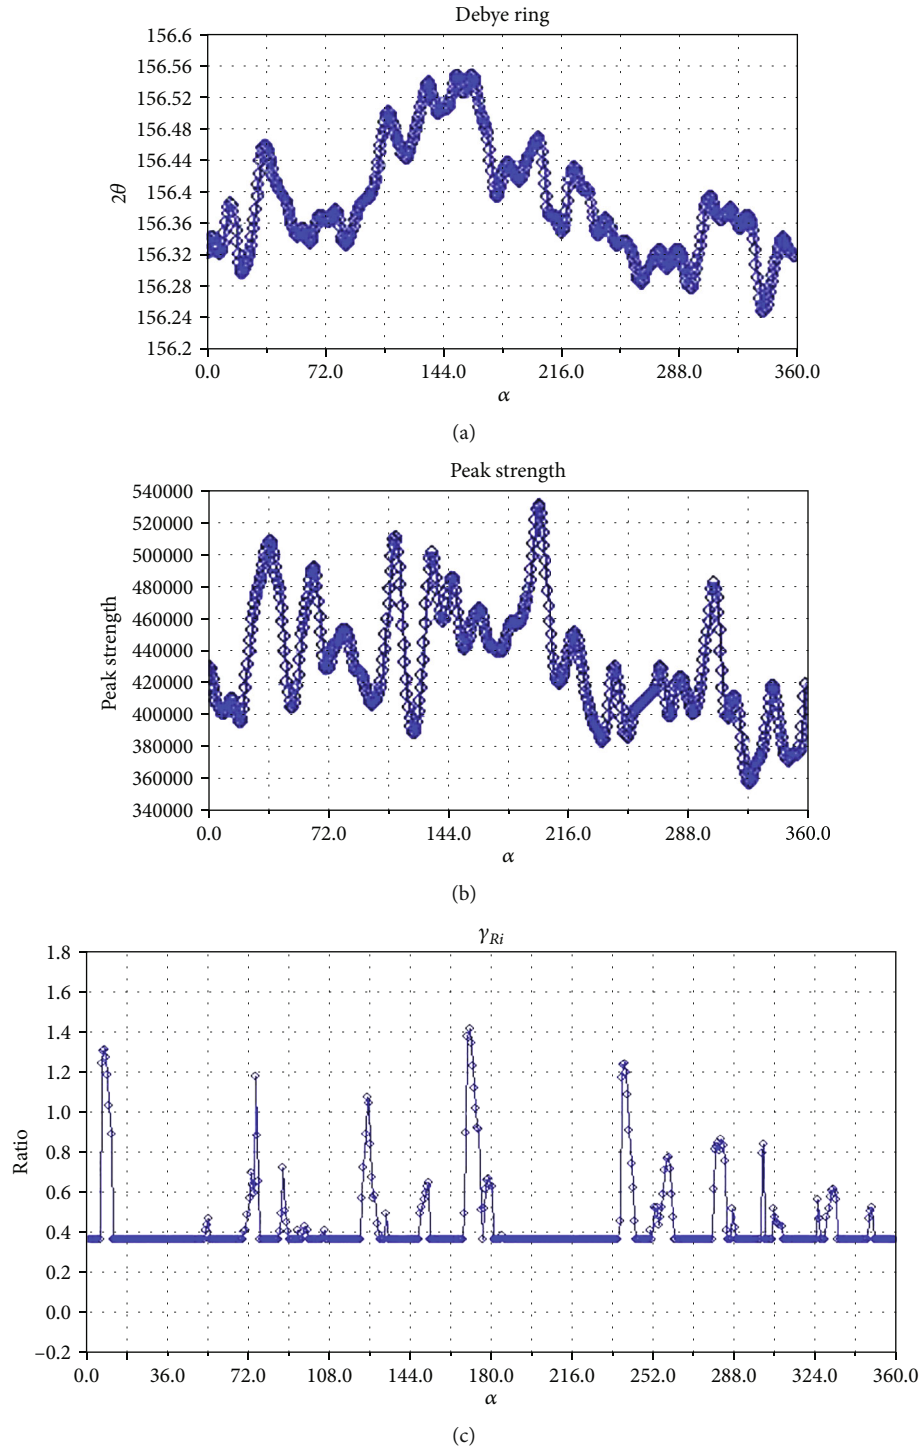 Debye ring
156.6
156.56
156.52
156.48
156.44
156.4
156.36
156.32
156.28
156.24
156.2
2θ
0.0 72.0 144.0 216.0 288.0 360.0
α
(a)
Peak strength
540000
520000
500000
480000
460000
440000
420000
400000
380000
360000
340000
Peak strength
0.0 72.0 144.0 216.0 288.0 360.0
α
(b)
γRi
1.8
1.6
1.4
1.2
1.0
0.8
0.6
0.4
0.2
0.0
−0.2
Ratio
0.0 36.0 72.0 108.0 144.0 180.0 216.0 252.0 288.0 324.0 360.0
α
(c)